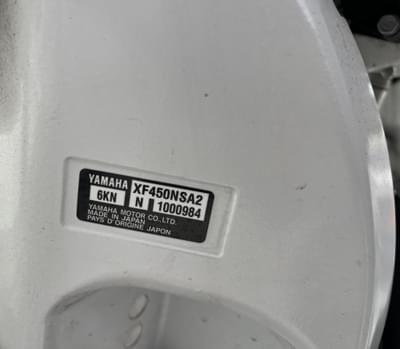 YAMAHA XF450NSA2
6KN N 1000984
YAMAHA MOTOR CO., LTD.
MADE IN JAPAN
PAYS D'ORIGINE JAPON